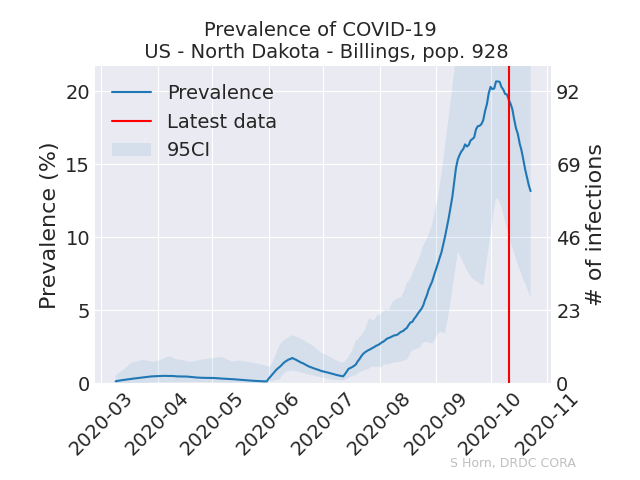 Prevalence of COVID-19
US - North Dakota - Billings, pop. 928
Prevalence
Latest data
95CI
Prevalence (%)
20
15
10
5
0
92
69
46
23
0
# of infections
2020-03
2020-04
2020-05
2020-06
2020-07
2020-08
2020-09
2020-10
2020-11
S Horn, DRDC CORA